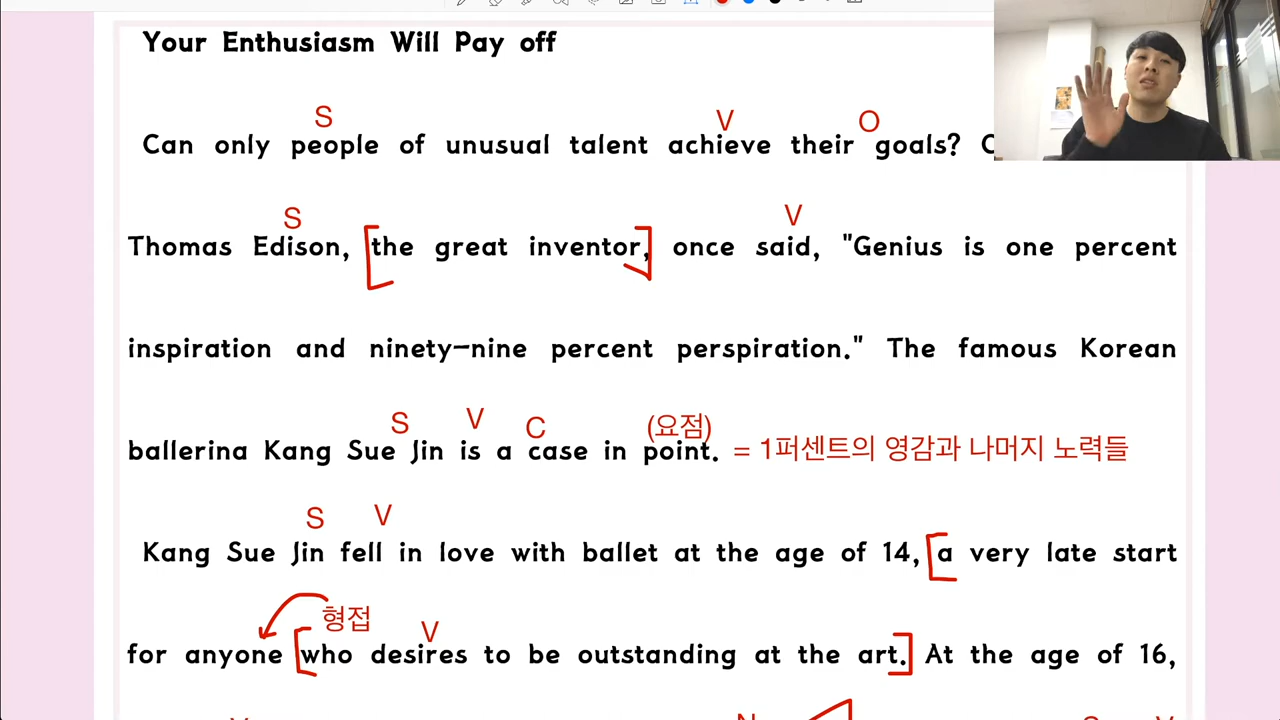 Your Enthusiasm Will Pay off
S V O
Can only people of unusual talent achieve their goals?
S V
Thomas Edison, [the great inventor,] once said, "Genius is one percent
inspiration and ninety-nine percent perspiration." The famous Korean
S V C (요점)
ballerina Kang Sue Jin is a case in point. = 1퍼센트의 영감과 나머지 노력들
S V
Kang Sue Jin fell in love with ballet at the age of 14, [a very late start
형접 V
for anyone [who desires to be outstanding at the art.] At the age of 16,